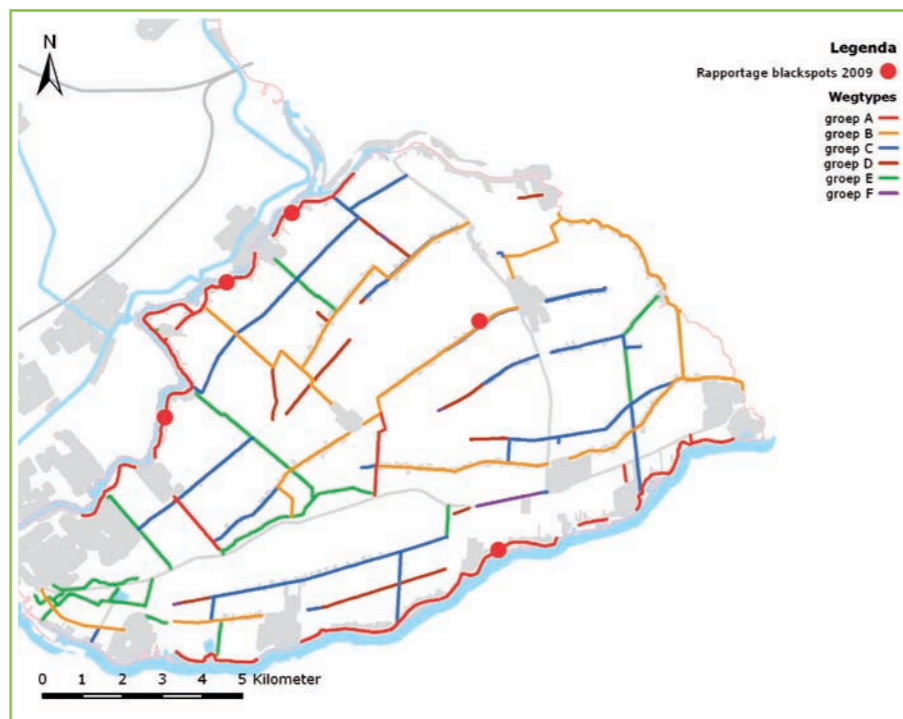 N
Legenda
Rapportage blackspots 2009
Wegtypes
groep A
groep B
groep C
groep D
groep E
groep F
0 1 2 3 4 5 Kilometer